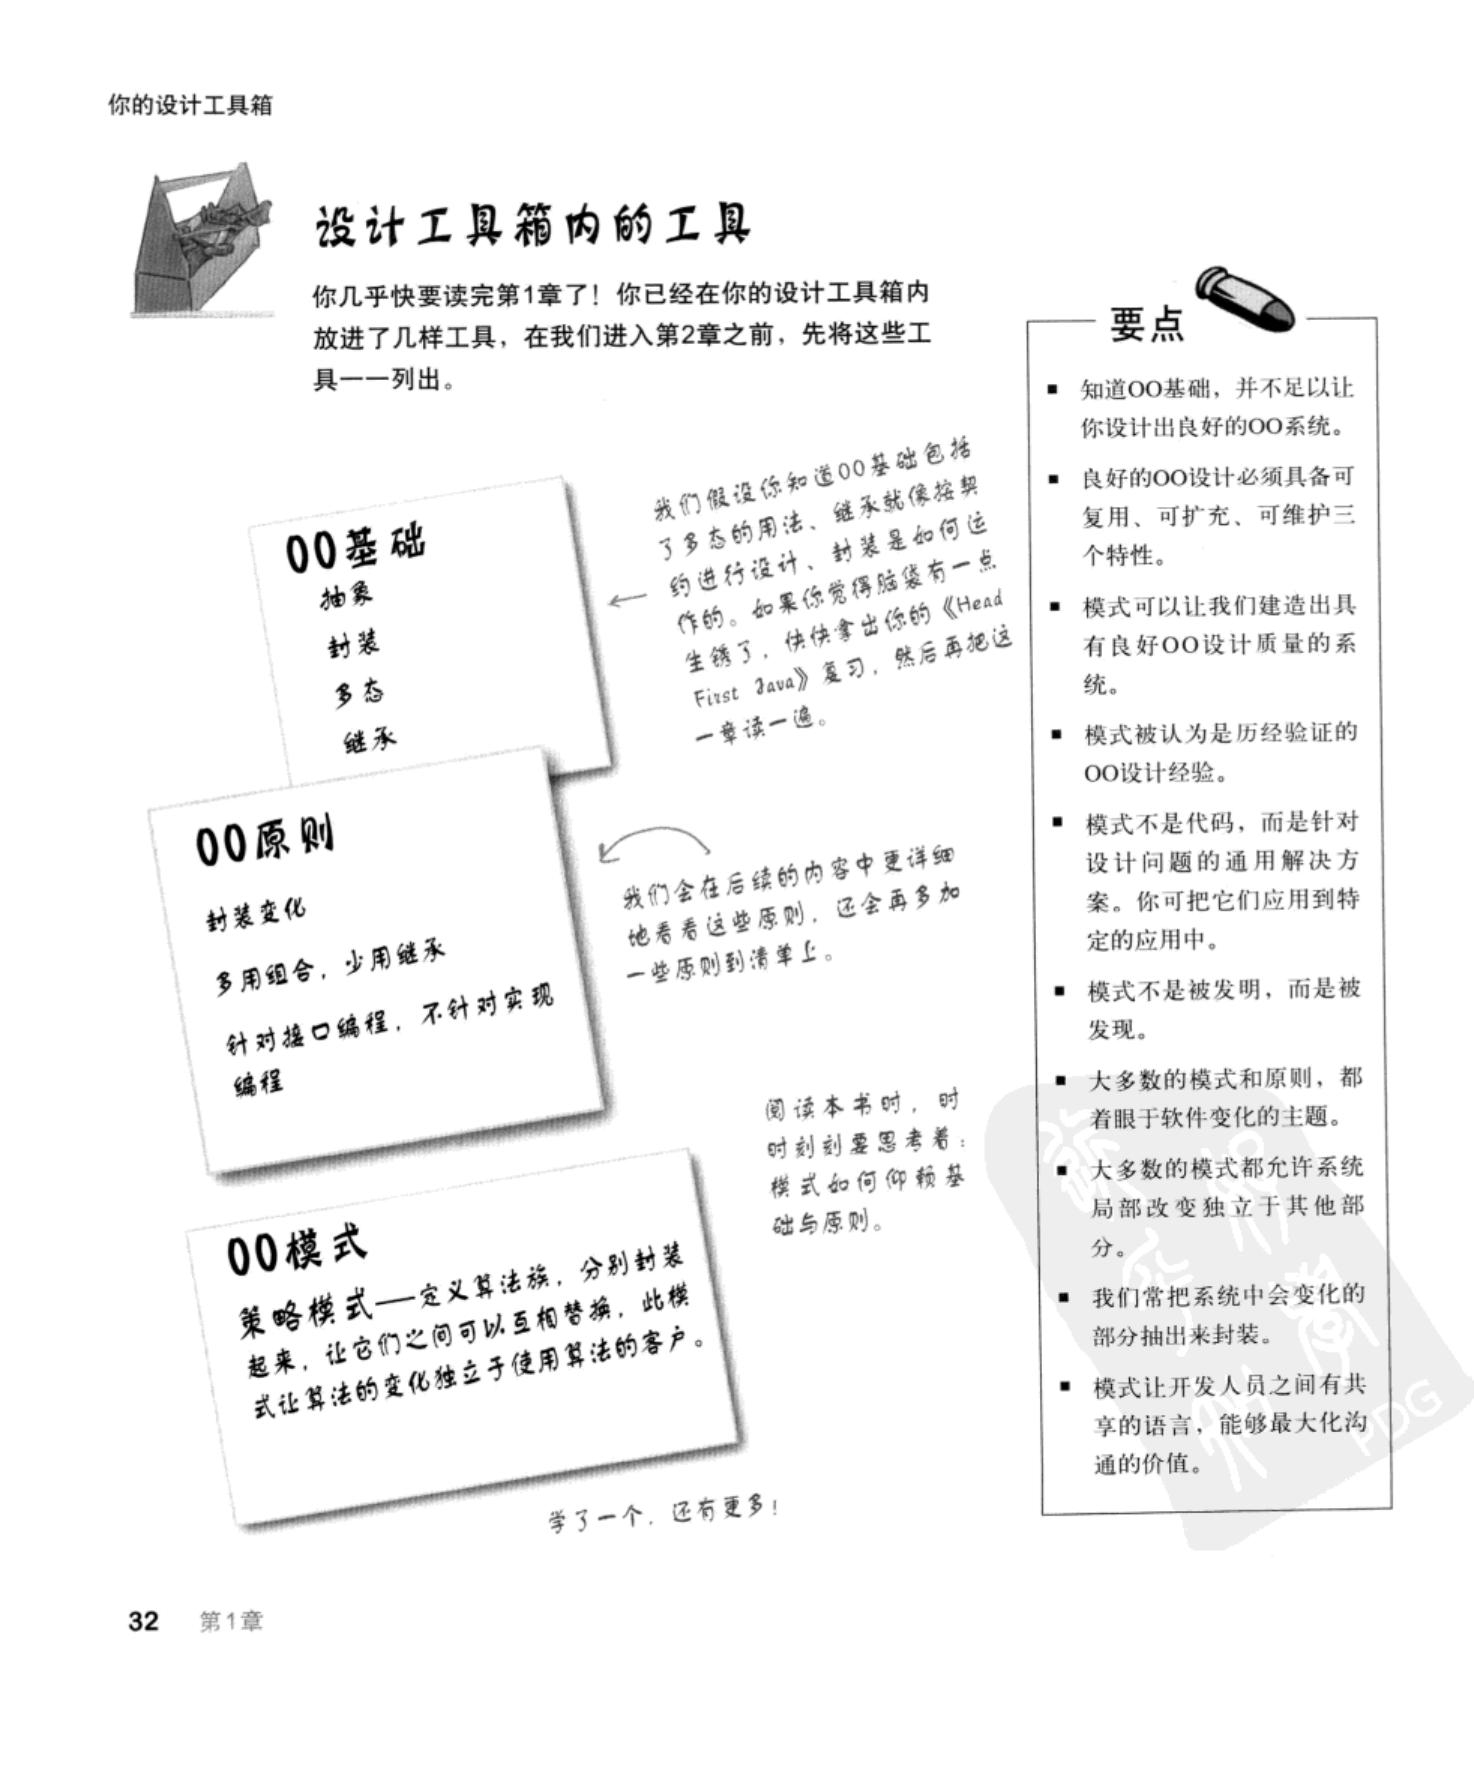 你的设计工具箱
设计工具箱内的工具
你几乎快要读完第1章了！你已经在你的设计工具箱内
放进了几样工具，在我们进入第2章之前，先将这些工
具一一列出。
OO基础
抽象
封装
多态
继承
我们假设你知道OO基础包括
了多态的用法、继承就像按契
约进行设计、封装是如何运
作的。如果你觉得脑袋有一点
生锈了，快快拿出你的《Head
First Java》复习，然后再把这
一章读一遍。
OO原则
封装变化
多用组合，少用继承
针对接口编程，不针对实现
编程
我们会在后续的内容中更详细
地看看这些原则，还会再多加
一些原则到清单上。
阅读本书时，时
时刻刻要思考着：
模式如何仰赖基
础与原则。
OO模式
策略模式——定义算法族，分别封装
起来，让它们之间可以互相替换，此模
式让算法的变化独立于使用算法的客户。
学了一个，还有更多！
要点
■ 知道OO基础，并不足以让
你设计出良好的OO系统。
■ 良好的OO设计必须具备可
复用、可扩充、可维护三
个特性。
■ 模式可以让我们建造出具
有良好OO设计质量的系
统。
■ 模式被认为是历经验证的
OO设计经验。
■ 模式不是代码，而是针对
设计问题的通用解决方
案。你可把它们应用到特
定的应用中。
■ 模式不是被发明，而是被
发现。
■ 大多数的模式和原则，都
着眼于软件变化的主题。
■ 大多数的模式都允许系统
局部改变独立于其他部
分。
■ 我们常把系统中会变化的
部分抽出来封装。
■ 模式让开发人员之间有共
享的语言，能够最大化沟
通的价值。
PDG
32 第1章